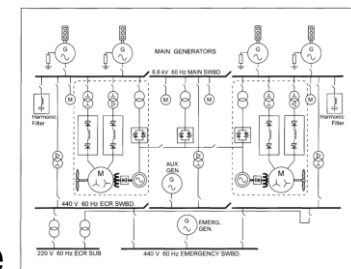 G
G
G
G
MAIN GENERATORS
6.6 kV 60 Hz MAIN SWBD
M
M
M
M
Harmonic
Filter
Harmonic
Filter
M
M
AUX.
GEN.
G
440 V 60 Hz ECR SWBD.
G
EMERG.
GEN.
220 V 60 Hz ECR SUB
440 V 60 Hz EMERGENCY SWBD.
e